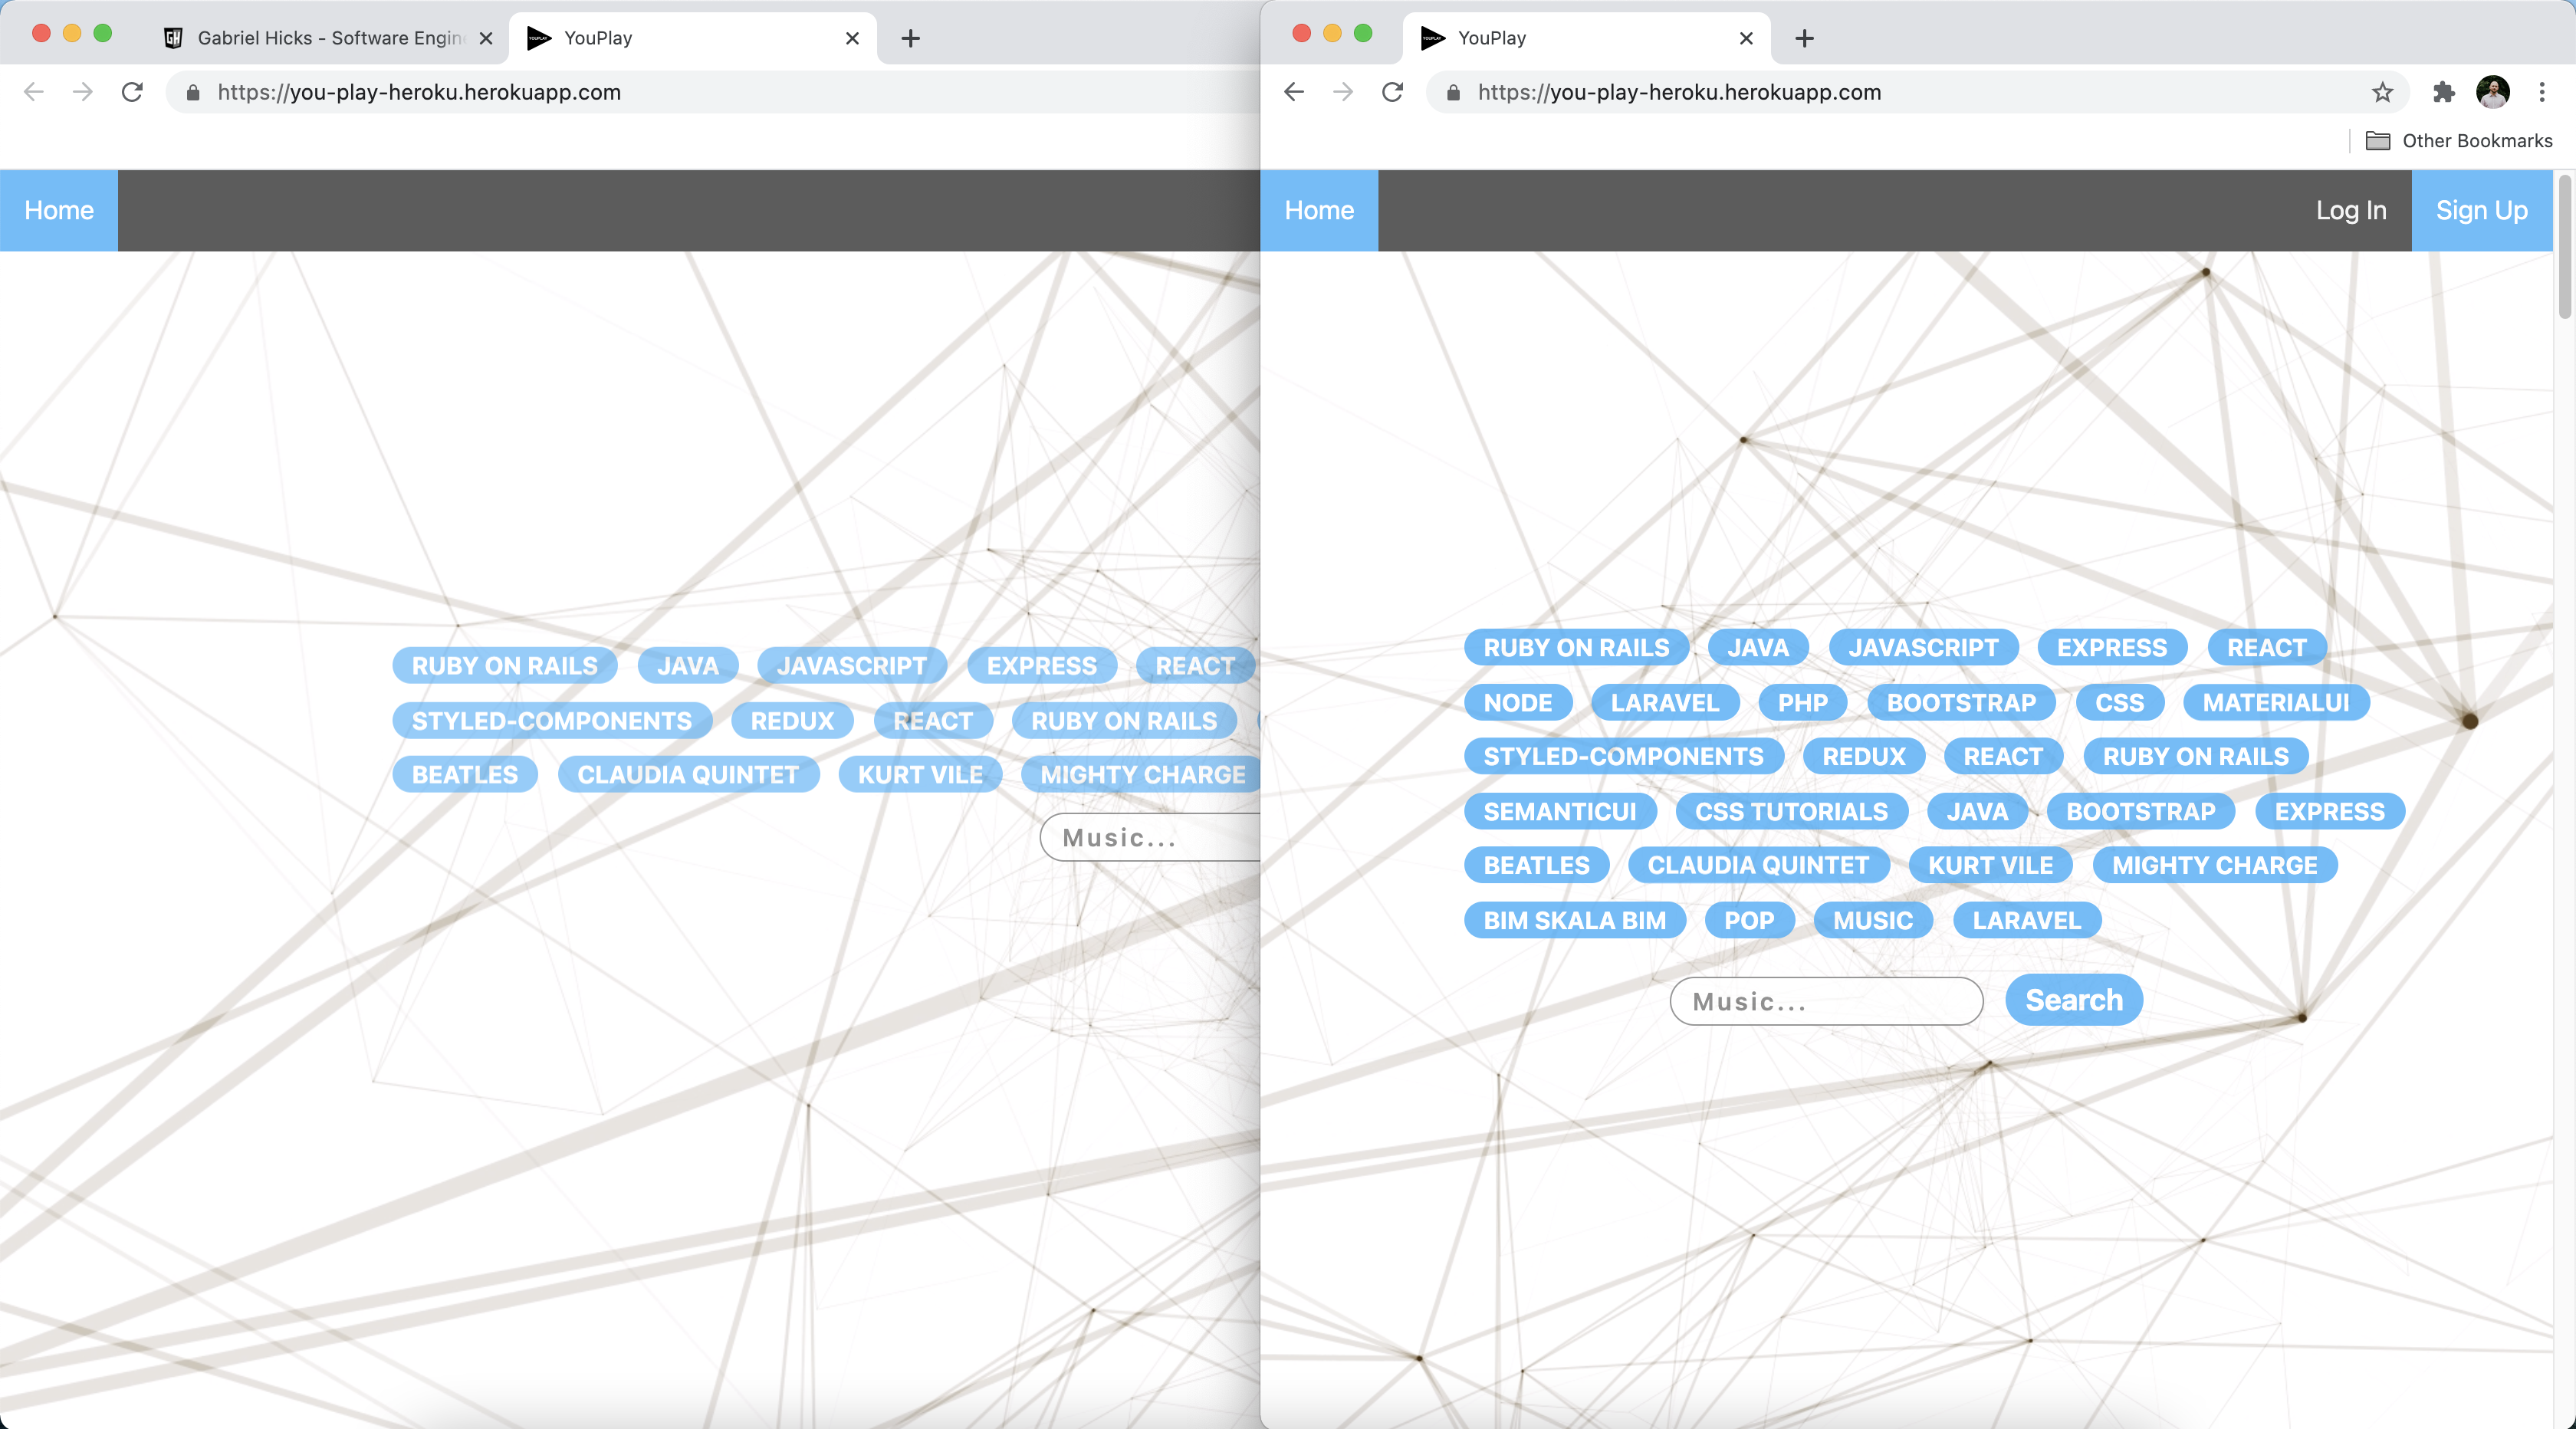 Gabriel Hicks - Software Engin
YouPlay
https://you-play-heroku.herokuapp.com
Home
RUBY ON RAILS JAVA JAVASCRIPT EXPRESS REACT
STYLED-COMPONENTS REDUX REACT RUBY ON RAILS
BEATLES CLAUDIA QUINTET KURT VILE MIGHTY CHARGE
Music...
YouPlay
https://you-play-heroku.herokuapp.com
Other Bookmarks
Home Log In Sign Up
RUBY ON RAILS JAVA JAVASCRIPT EXPRESS REACT
NODE LARAVEL PHP BOOTSTRAP CSS MATERIALUI
STYLED-COMPONENTS REDUX REACT RUBY ON RAILS
SEMANTICUI CSS TUTORIALS JAVA BOOTSTRAP EXPRESS
BEATLES CLAUDIA QUINTET KURT VILE MIGHTY CHARGE
BIM SKALA BIM POP MUSIC LARAVEL
Music... Search